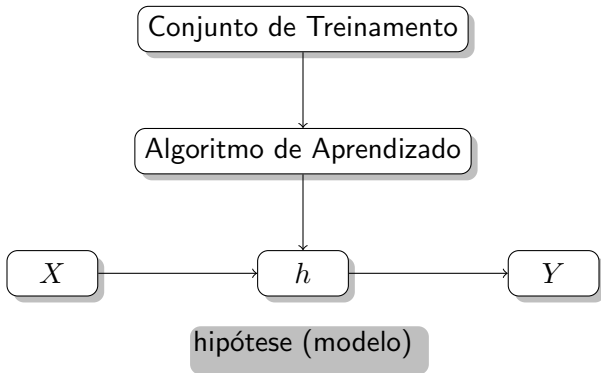 Conjunto de Treinamento
Algoritmo de Aprendizado
X
h
Y
hipótese (modelo)